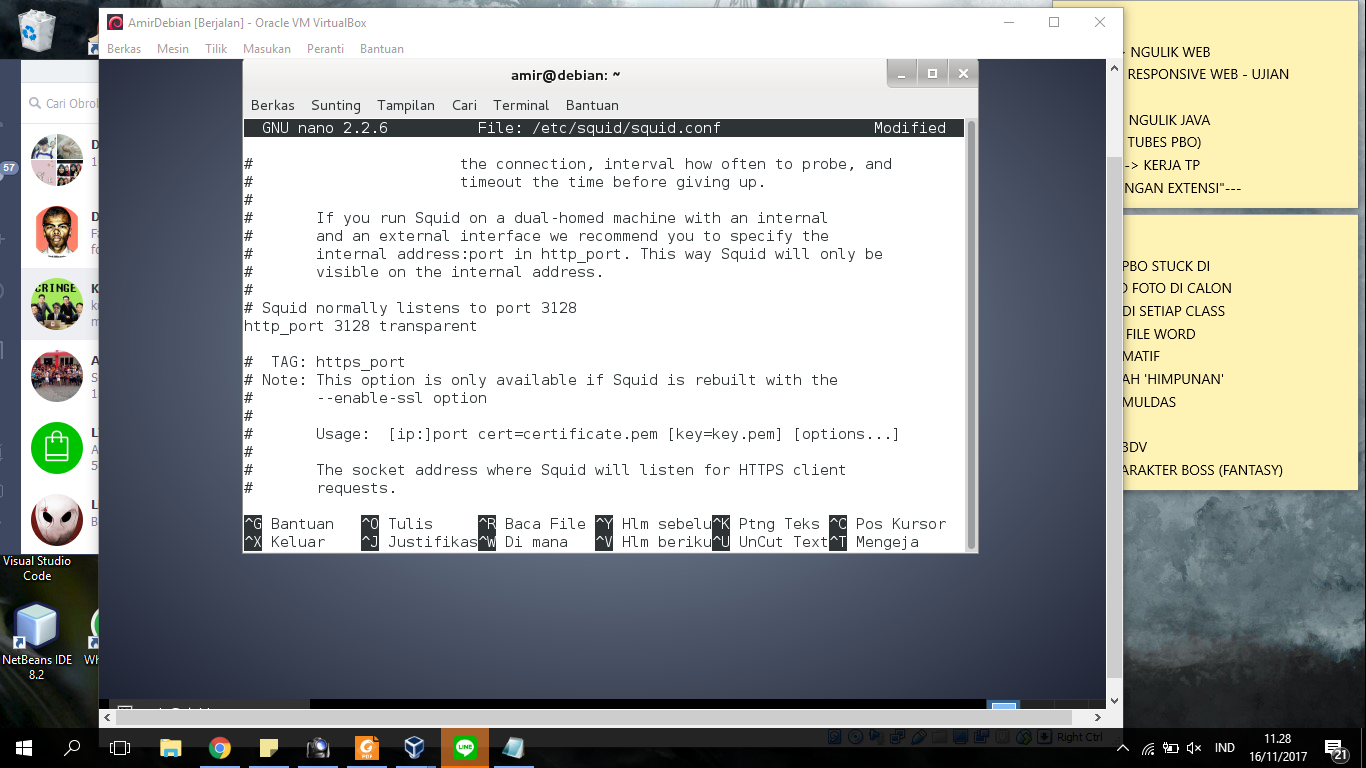 AmirDebian [Berjalan] - Oracle VM VirtualBox
Berkas Mesin Tilik Masukan Peranti Bantuan
amir@debian: ~
Berkas Sunting Tampilan Cari Terminal Bantuan
GNU nano 2.2.6 File: /etc/squid/squid.conf Modified
# the connection, interval how often to probe, and
# timeout the time before giving up.
#
# If you run Squid on a dual-homed machine with an internal
# and an external interface we recommend you to specify the
# internal address:port in http_port. This way Squid will only be
# visible on the internal address.
#
# Squid normally listens to port 3128
http_port 3128 transparent
# TAG: https_port
# Note: This option is only available if Squid is rebuilt with the
# --enable-ssl option
#
# Usage: [ip:]port cert=certificate.pem [key=key.pem] [options...]
#
# The socket address where Squid will listen for HTTPS client
# requests.
^G Bantuan ^O Tulis ^R Baca File ^Y Hlm sebelu ^K Ptng Teks ^C Pos Kursor
^X Keluar ^J Justifikas ^W Di mana ^V Hlm beriku ^U UnCut Text ^T Mengeja
Right Ctrl
Cari Obrol
57
CRINGE
Visual Studio
Code
NetBeans IDE
8.2
- NGULIK WEB
RESPONSIVE WEB - UJIAN
NGULIK JAVA
TUBES PBO)
-> KERJA TP
NGAN EXTENSI"---
PBO STUCK DI
FOTO DI CALON
DI SETIAP CLASS
FILE WORD
MATIF
AH 'HIMPUNAN'
MULDAS
BDV
ARAKTER BOSS (FANTASY)
LINE
IND
11.28
16/11/2017
21